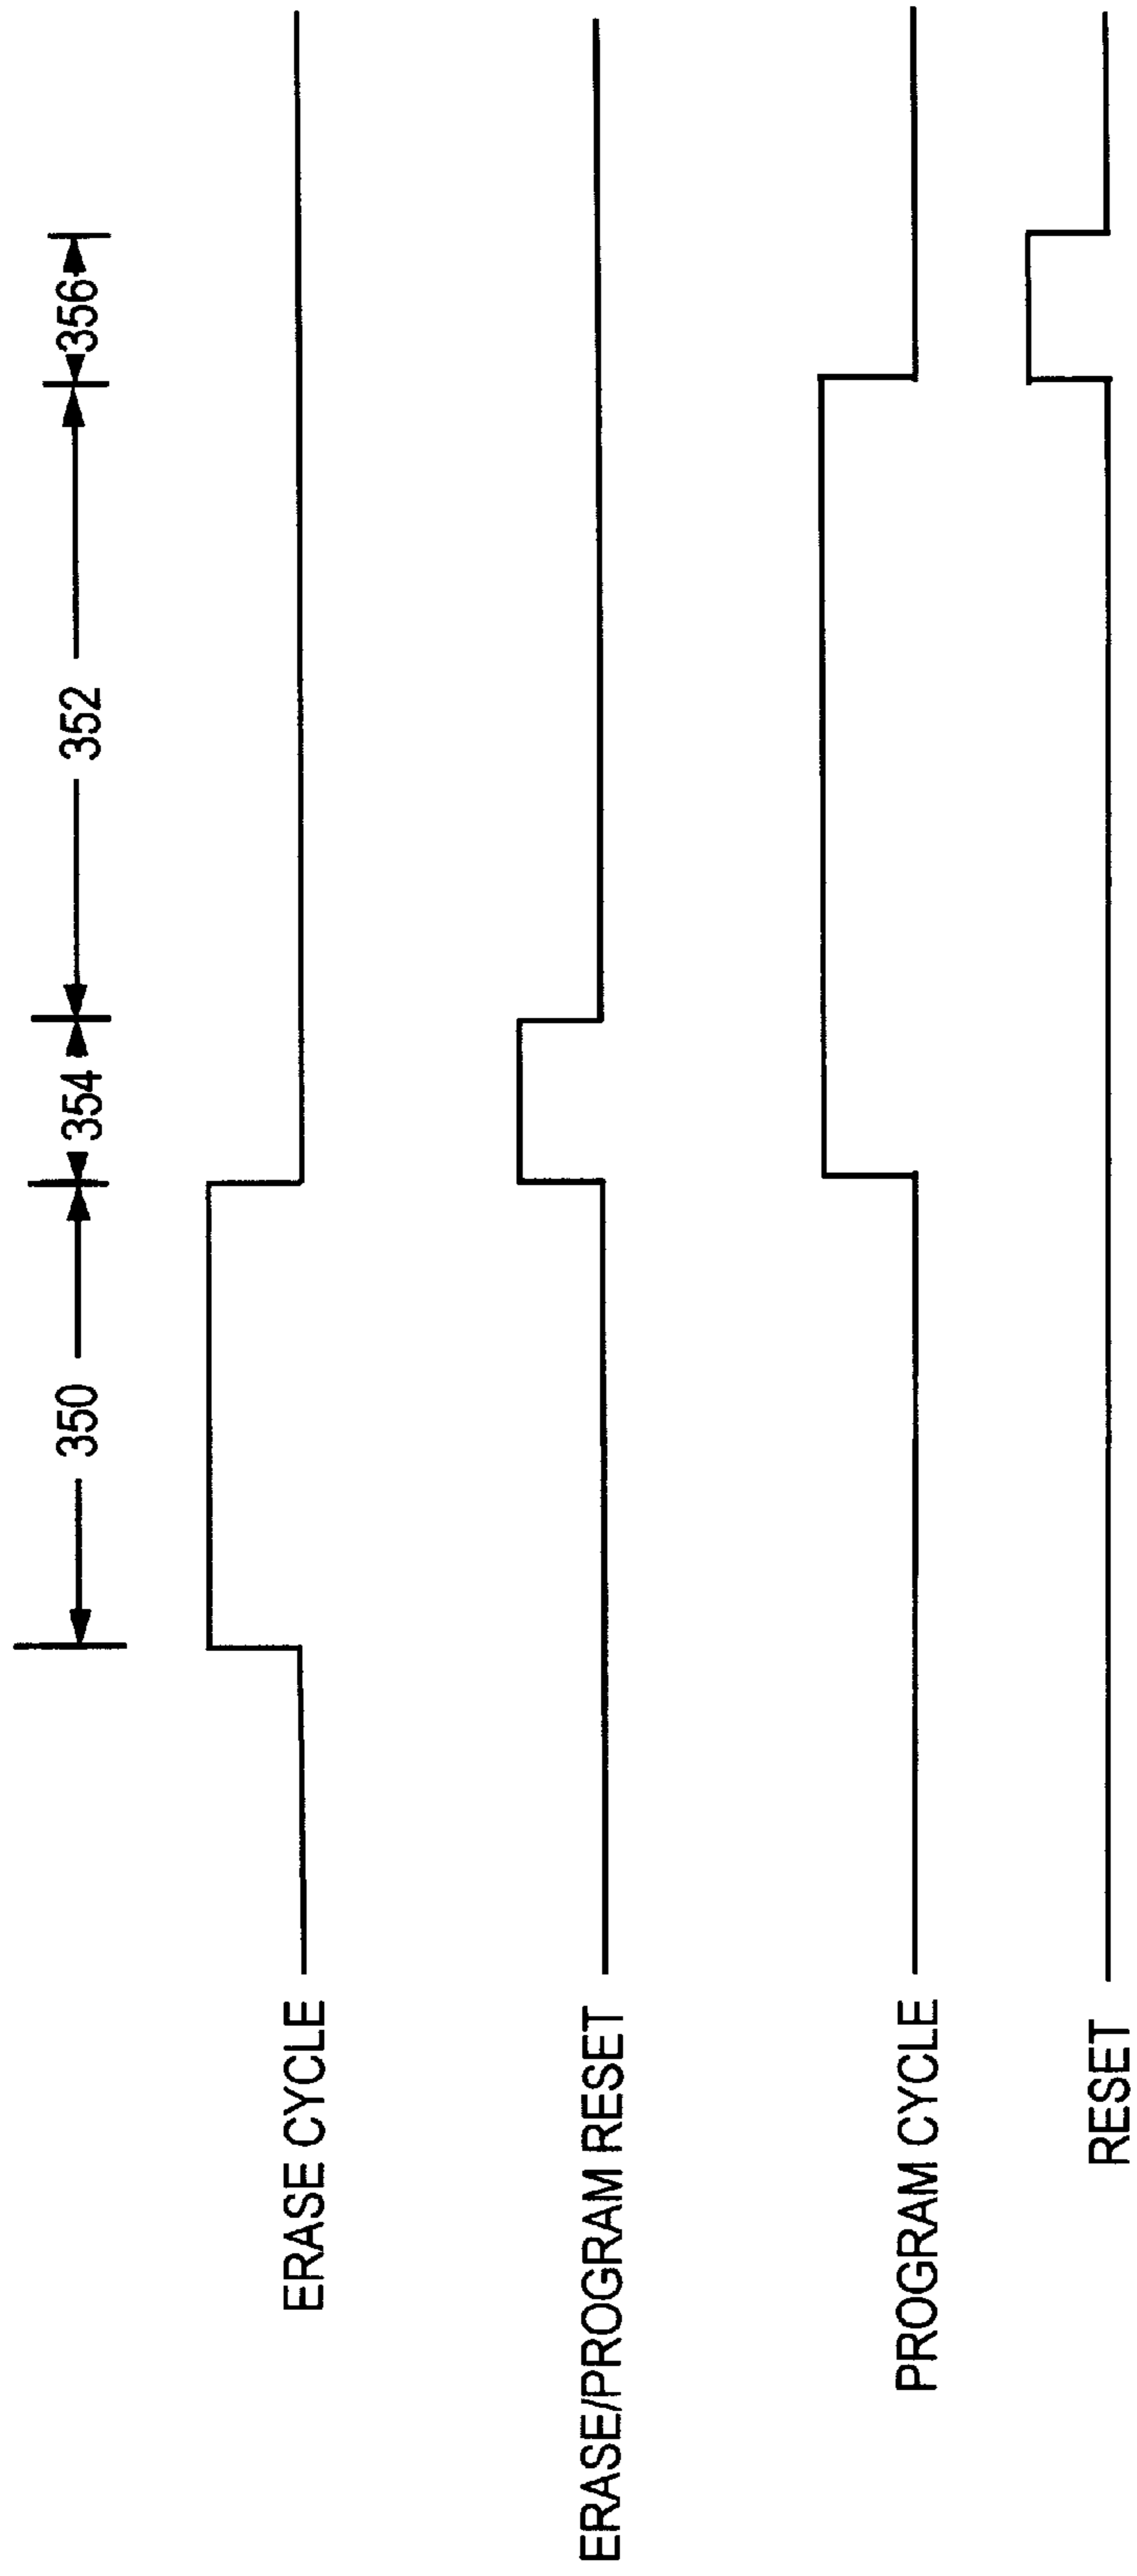 350
354
352
356
ERASE CYCLE
ERASE/PROGRAM RESET
PROGRAM CYCLE
RESET